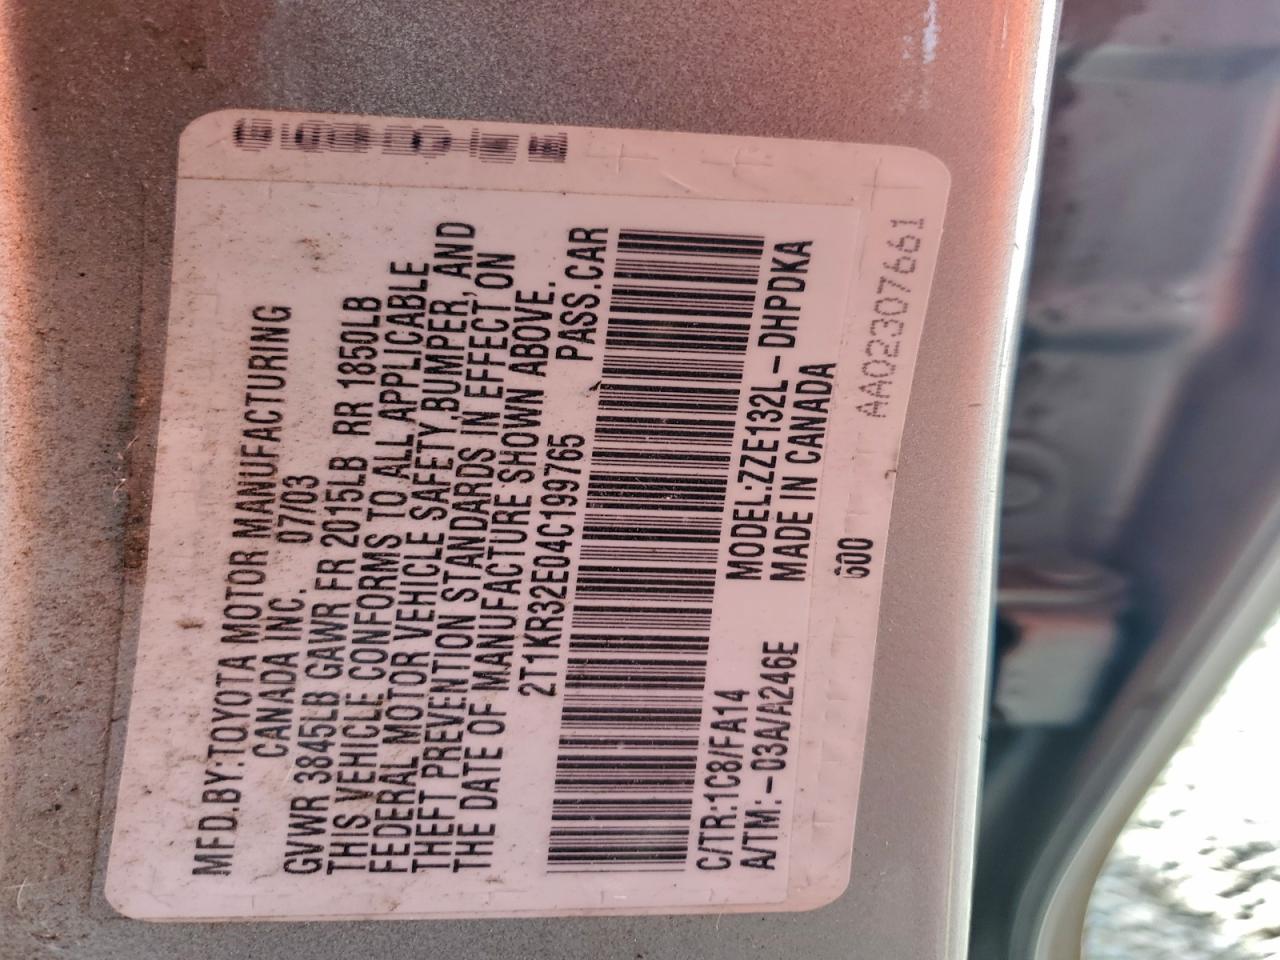 MFD.BY:TOYOTA MOTOR MANUFACTURING
CANADA INC. 07/03
GVWR 3845LB GAWR FR 2015LB RR 1850LB
THIS VEHICLE CONFORMS TO ALL APPLICABLE
FEDERAL MOTOR VEHICLE SAFETY,BUMPER, AND
THEFT PREVENTION STANDARDS IN EFFECT ON
THE DATE OF MANUFACTURE SHOWN ABOVE.
2T1KR32E04C199765 PASS.CAR
C/TR:1C8/FA14 MODEL:ZZE132L-DHPDKA
A/TM:-03A/A246E MADE IN CANADA
600
AA02307661